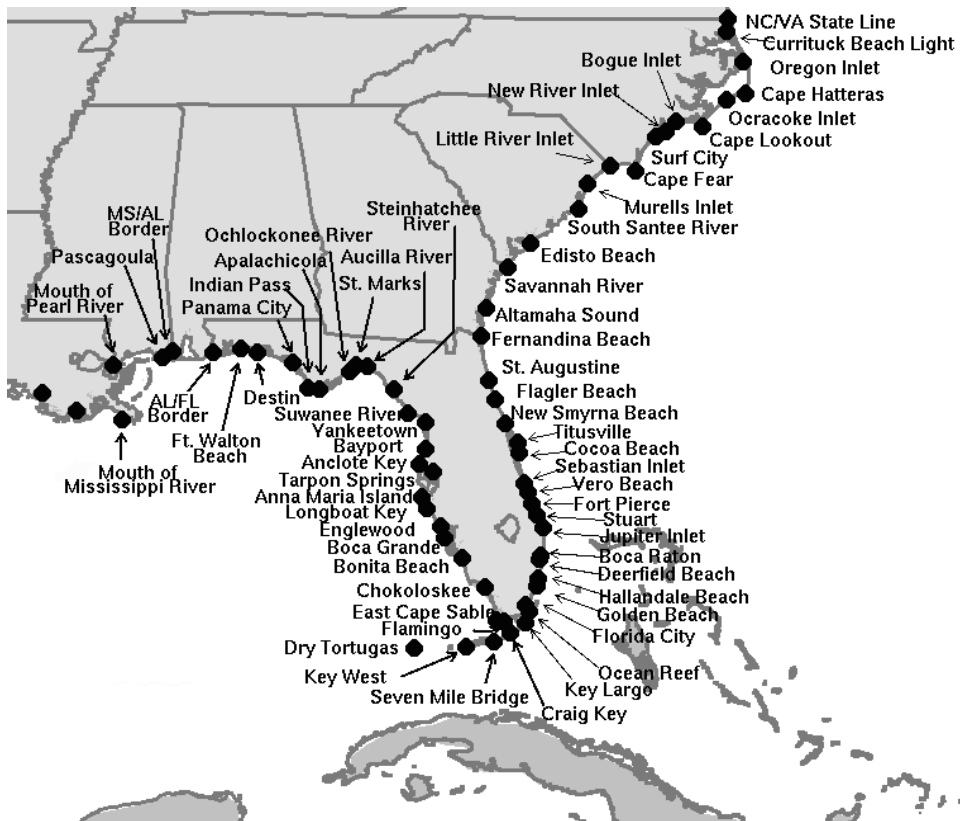 NC/VA State Line
Currituck Beach Light
Bogue Inlet
Oregon Inlet
New River Inlet
Cape Hatteras
Ocracoke Inlet
Little River Inlet
Cape Lookout
Surf City
Cape Fear
Murells Inlet
South Santee River
Edisto Beach
Savannah River
Altamaha Sound
Fernandina Beach
St. Augustine
Flagler Beach
New Smyrna Beach
Titusville
Cocoa Beach
Sebastian Inlet
Vero Beach
Fort Pierce
Stuart
Jupiter Inlet
Boca Raton
Deerfield Beach
Hallandale Beach
Golden Beach
Florida City
Ocean Reef
Key Largo
Craig Key
Seven Mile Bridge
Key West
Dry Tortugas
Flamingo
East Cape Sable
Chokoloskee
Bonita Beach
Boca Grande
Englewood
Longboat Key
Anna Maria Island
Tarpon Springs
Anclote Key
Bayport
Yankeetown
Suwanee River
Steinhatchee
River
Aucilla River
St. Marks
Ochlockonee River
Apalachicola
Indian Pass
Panama City
Destin
Ft. Walton
Beach
AL/FL
Border
MS/AL
Border
Pascagoula
Mouth of
Pearl River
Mouth of
Mississippi River